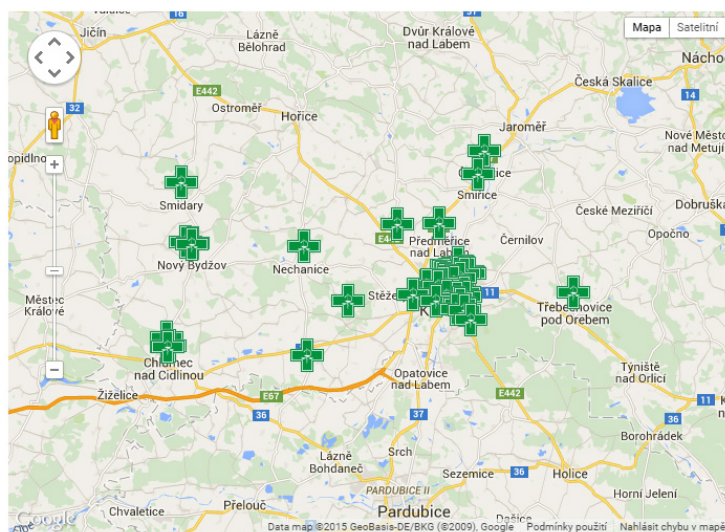 Jičín
16
Lázně
Bělohrad
Dvůr Králové
nad Labem
Mapa
Satelitní
Náchod
E442
32
Ostroměř
Hořice
Česká Skalice
14
Jaroměř
Nové Město
nad Metují
Smiřice
Smidary
České Meziříčí
Dobruška
Opočno
Předměřice
nad Labem
Černilov
Nový Bydžov
Nechanice
Městec
Králové
Stěže
11
Třebechovice
pod Orebem
Chlumec
nad Cidlinou
Týniště
nad Orlicí
Opatovice
nad Labem
Žiželice
E67
E442
36
37
11
Borohrádek
Lázně
Bohdaneč
Srch
Sezemice
36
Holice
PARDUBICE II
Horní Jelení
Chvaletice
Přelouč
Pardubice
Dašice
Google
Data map ©2015 GeoBasis-DE/BKG (©2009), Google
Podmínky použití
Nahlásit chybu v mapě